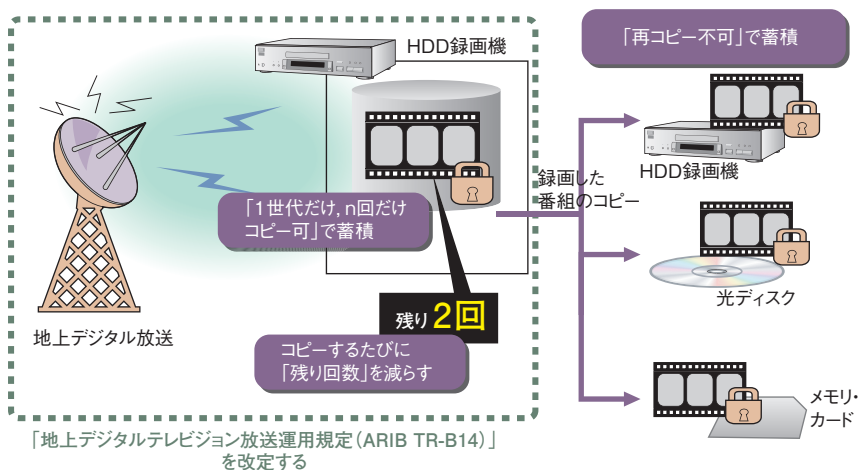 HDD録画機
「再コピー不可」で蓄積
HDD録画機
録画した
番組のコピー
「1世代だけ，n回だけ
コピー可」で蓄積
光ディスク
残り2回
地上デジタル放送
コピーするたびに
「残り回数」を減らす
メモリ・
カード
「地上デジタルテレビジョン放送運用規定（ARIB TR-B14）」
を改定する